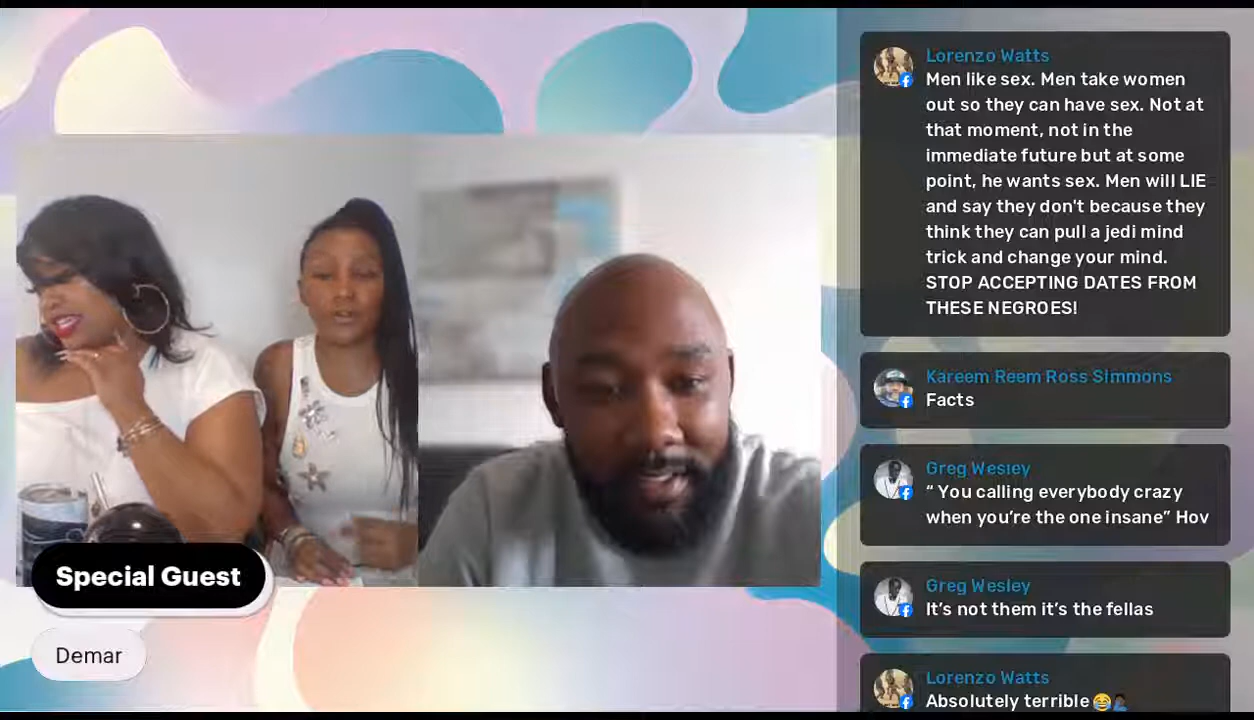 Lorenzo Watts
Men like sex. Men take women
out so they can have sex. Not at
that moment, not in the
immediate future but at some
point, he wants sex. Men will LIE
and say they don't because they
think they can pull a jedi mind
trick and change your mind.
STOP ACCEPTING DATES FROM
THESE NEGROES!
Kareem Reem Ross Simmons
Facts
Greg Wesley
“ You calling everybody crazy
when you’re the one insane” Hov
Greg Wesley
It’s not them it’s the fellas
Lorenzo Watts
Absolutely terrible 😂🤦🏿‍♂️
Special Guest
Demar